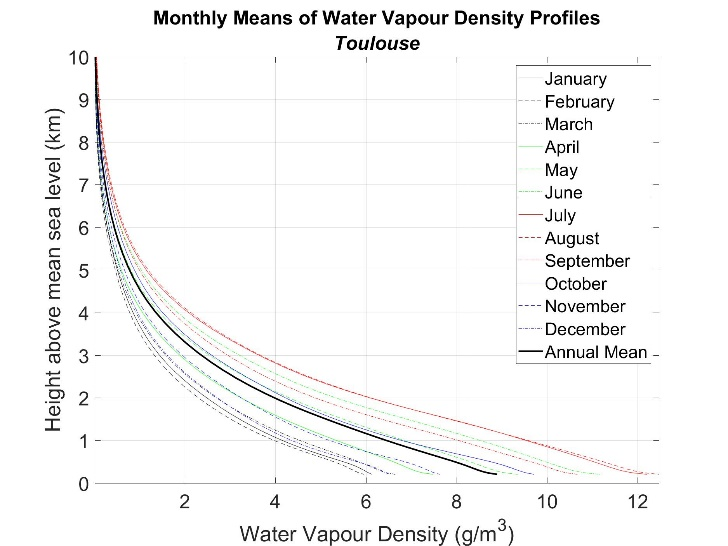 Monthly Means of Water Vapour Density Profiles
Toulouse
10
9
8
7
6
5
4
3
2
1
0
Height above mean sea level (km)
January
February
March
April
May
June
July
August
September
October
November
December
Annual Mean
2 4 6 8 10 12
Water Vapour Density (g/m³)